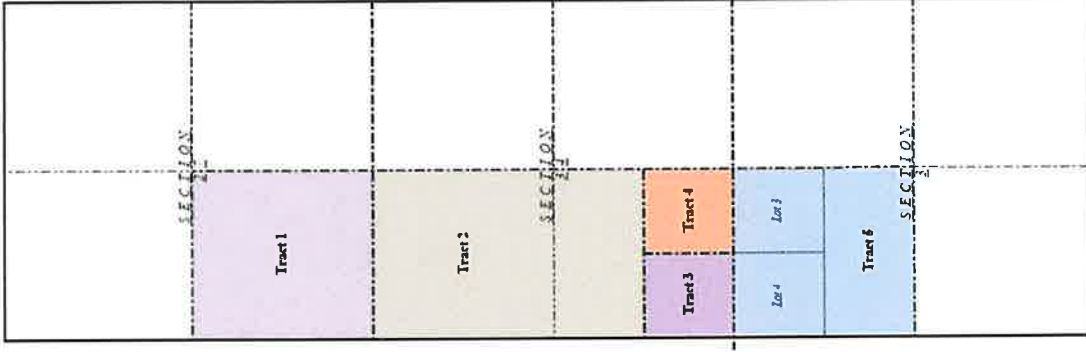 SECTION
Tract 1
Tract 2
SECTION
Tract 3
Tract 4
Lot 4
Lot 3
Tract 6
SECTION